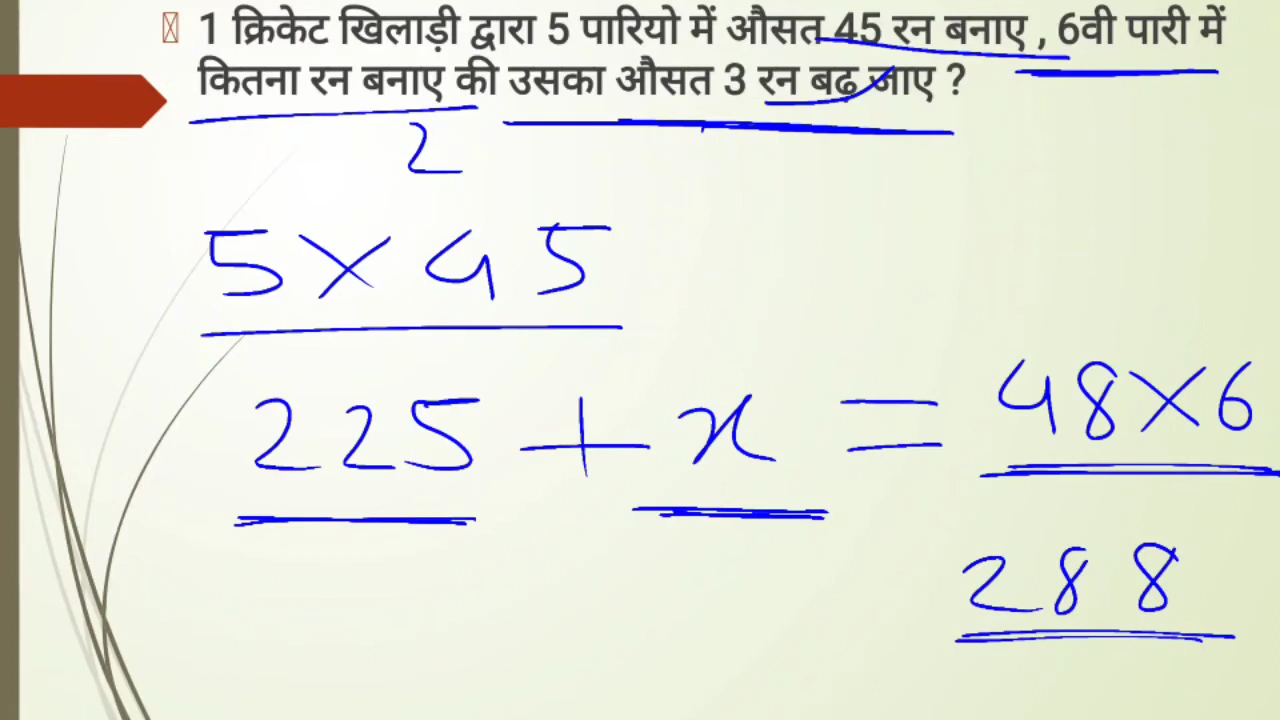 1 क्रिकेट खिलाड़ी द्वारा 5 पारियो में औसत 45 रन बनाए , 6वी पारी में
कितना रन बनाए की उसका औसत 3 रन बढ जाए ?
2
5×45
225 + x = 48×6
288